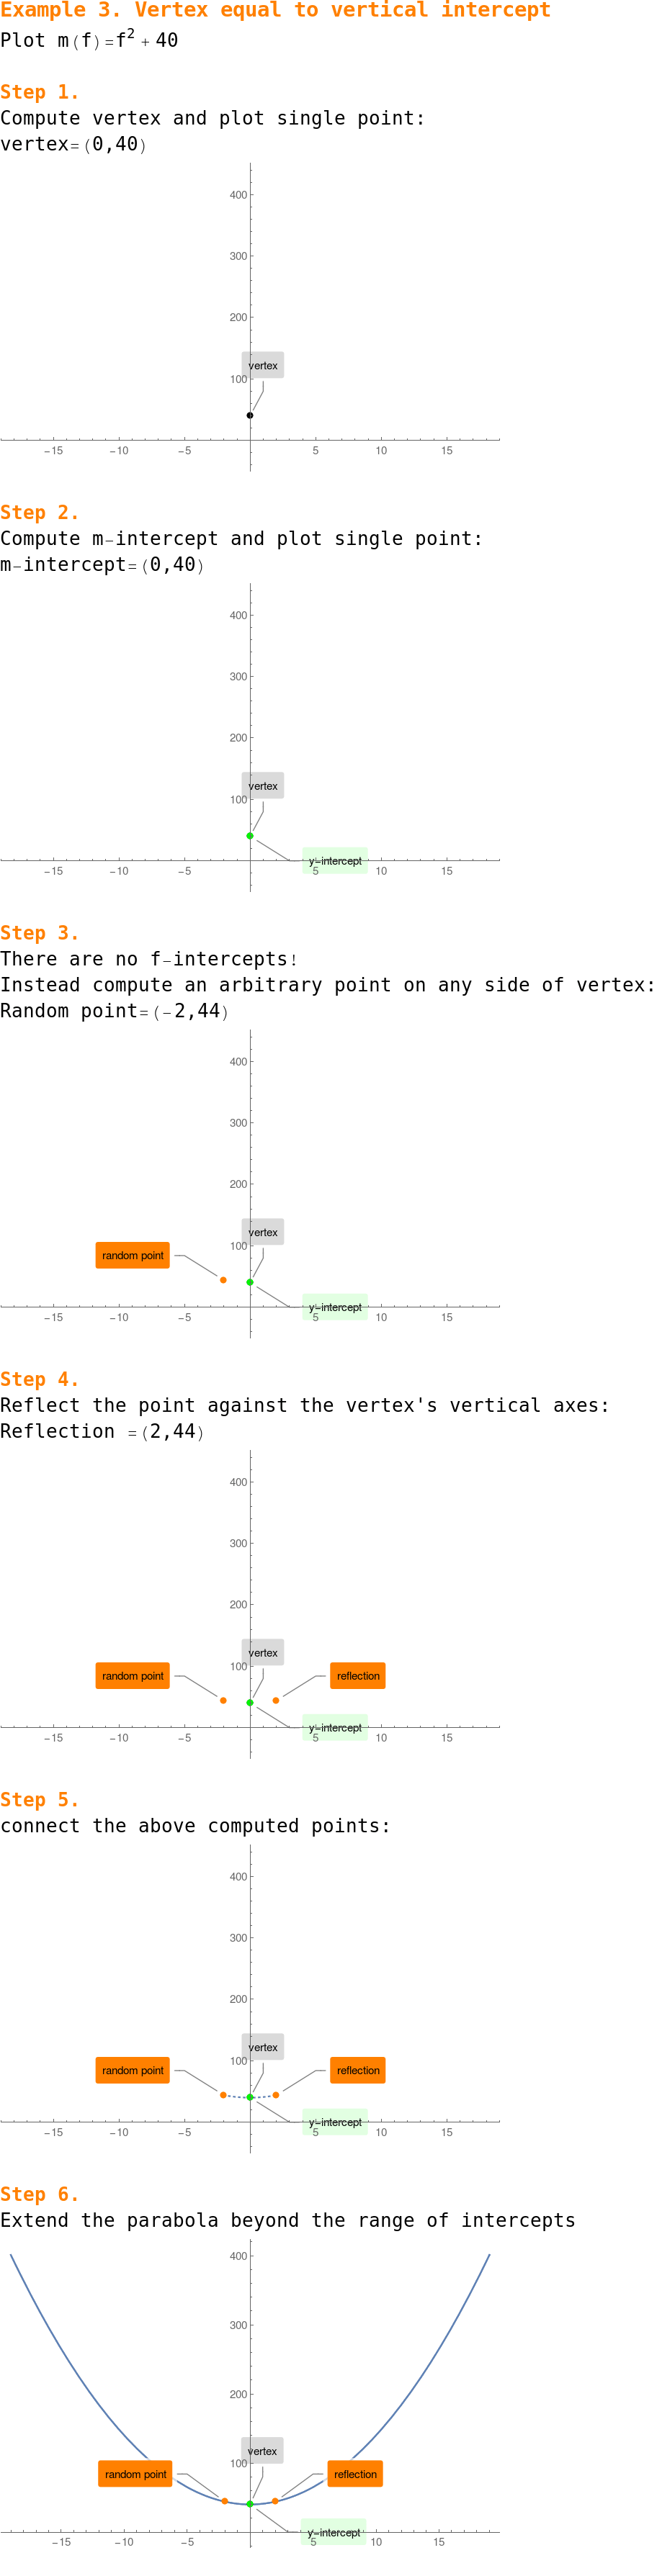 Example 3. Vertex equal to vertical intercept
Plot m(f)=f² + 40
Step 1.
Compute vertex and plot single point:
vertex=(0,40)
400
300
200
vertex
100
−15 −10 −5 5 10 15
Step 2.
Compute m−intercept and plot single point:
m−intercept=(0,40)
400
300
200
vertex
100
y−intercept
−15 −10 −5 5 10 15
Step 3.
There are no f−intercepts!
Instead compute an arbitrary point on any side of vertex:
Random point=(−2,44)
400
300
200
vertex
100
random point
y−intercept
−15 −10 −5 5 10 15
Step 4.
Reflect the point against the vertex's vertical axes:
Reflection =(2,44)
400
300
200
vertex
100
random point reflection
y−intercept
−15 −10 −5 5 10 15
Step 5.
connect the above computed points:
400
300
200
vertex
100
random point reflection
y−intercept
−15 −10 −5 5 10 15
Step 6.
Extend the parabola beyond the range of intercepts
400
300
200
vertex
100
random point reflection
y−intercept
−15 −10 −5 5 10 15